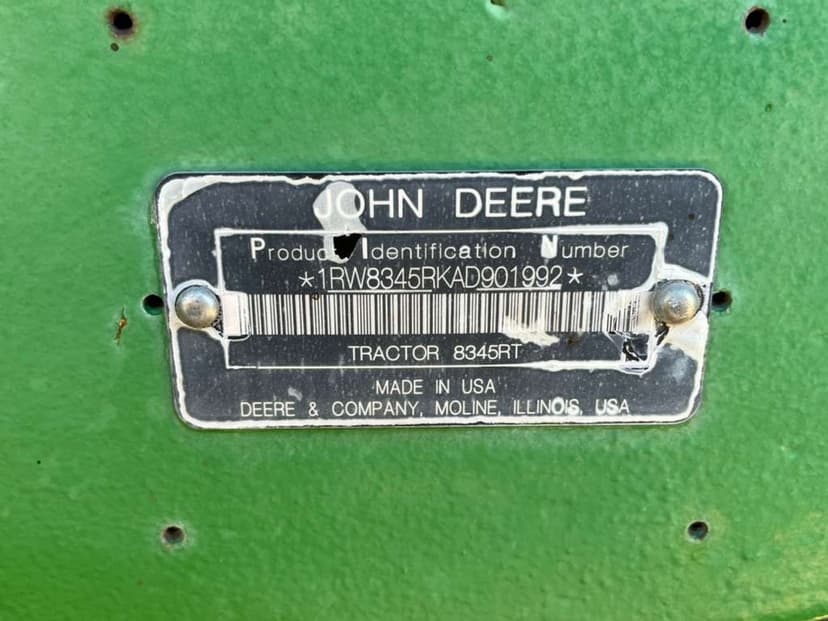 JOHN DEERE
Product Identification Number
*1RW8345RKAD901992*
TRACTOR 8345RT
MADE IN USA
DEERE & COMPANY, MOLINE, ILLINOIS, USA